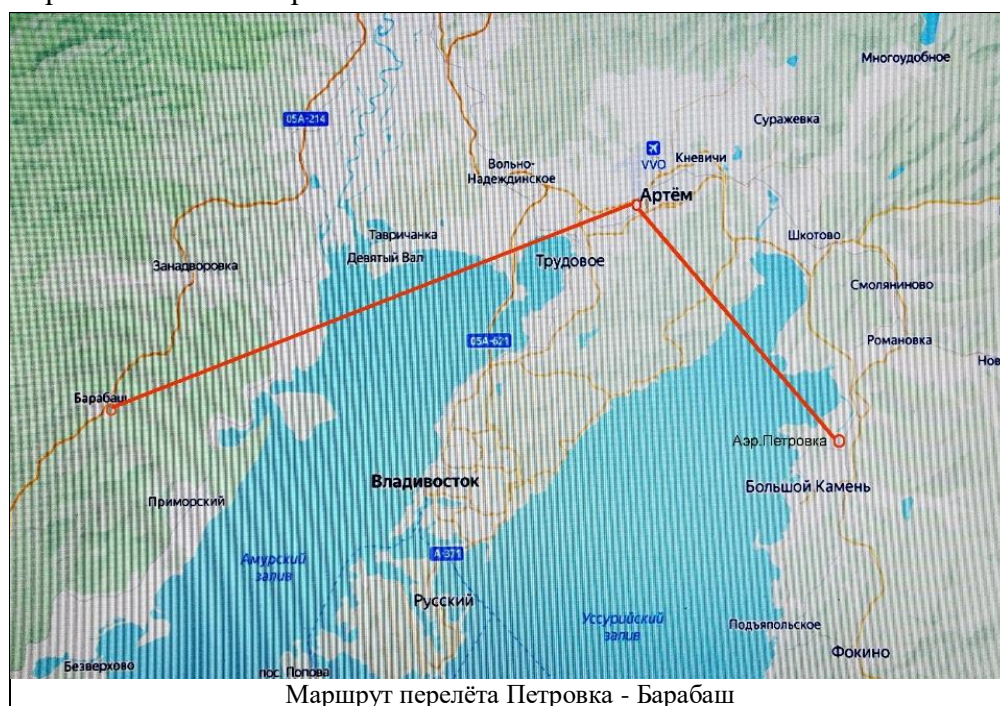 Многоудобное
05А-214
Суражевка
VVO
Кневичи
Вольно-
Надеждинское
Артём
Тавричанка
Шкотово
Девятый Вал
Трудовое
Занадворовка
Смоляниново
05А-621
Романовка
Нов
Барабаш
Аэр.Петровка
Владивосток
Большой Камень
Приморский
А-371
Амурский
залив
Русский
Уссурийский
залив
Подъяпольское
Фокино
Безверхово
пос. Попова
Маршрут перелёта Петровка - Барабаш